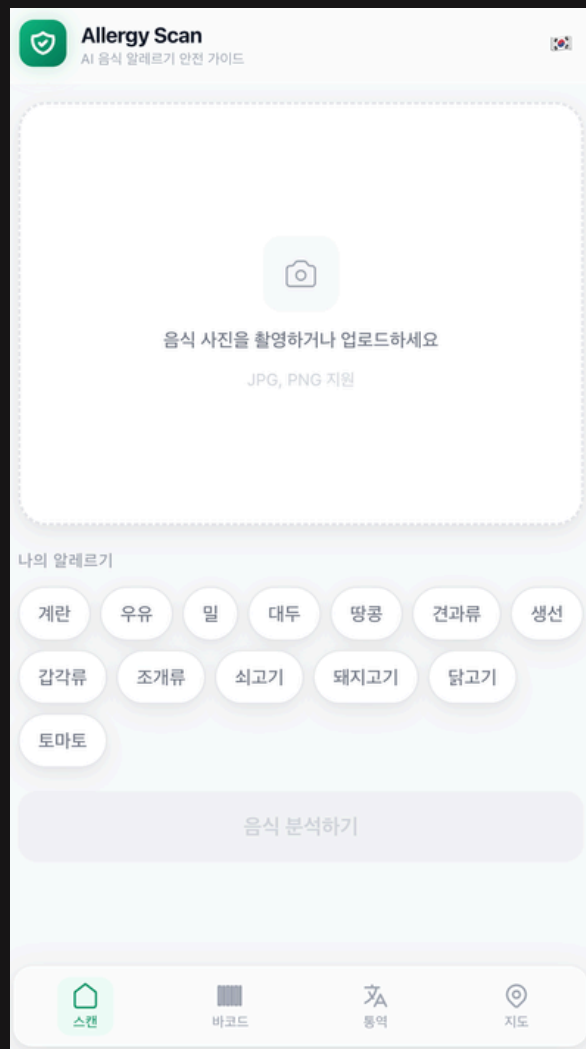 Allergy Scan
AI 음식 알레르기 안전 가이드
음식 사진을 촬영하거나 업로드하세요
JPG, PNG 지원
나의 알레르기
계란 우유 밀 대두 땅콩 견과류 생선
갑각류 조개류 쇠고기 돼지고기 닭고기
토마토
음식 분석하기
스캔 바코드 통역 지도